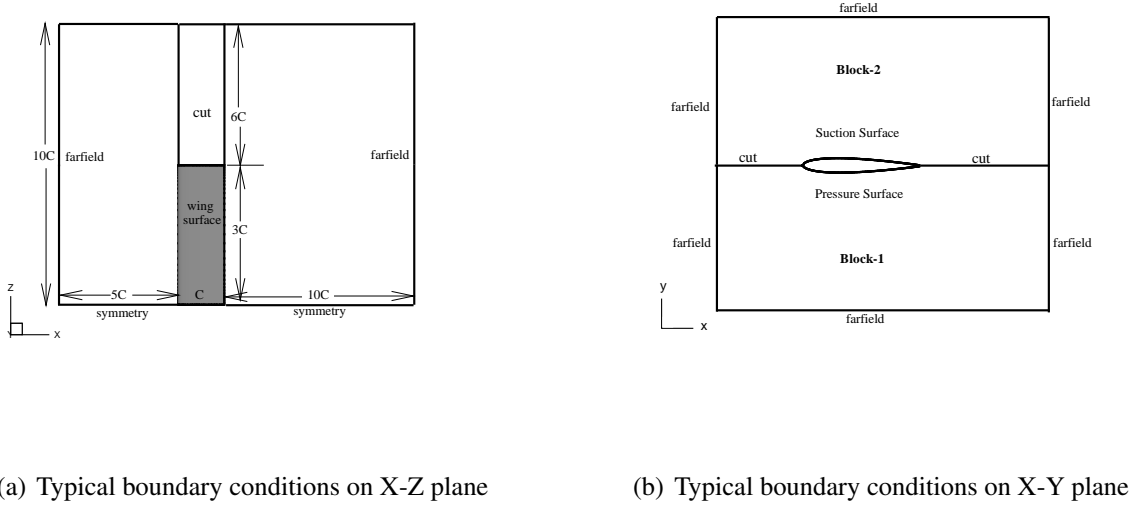 cut
6C
10C
farfield
farfield
wing
surface
3C
z
5C
C
10C
symmetry
symmetry
x
farfield
Block-2
farfield
farfield
Suction Surface
cut
cut
Pressure Surface
farfield
farfield
Block-1
y
farfield
x
(a) Typical boundary conditions on X-Z plane
(b) Typical boundary conditions on X-Y plane